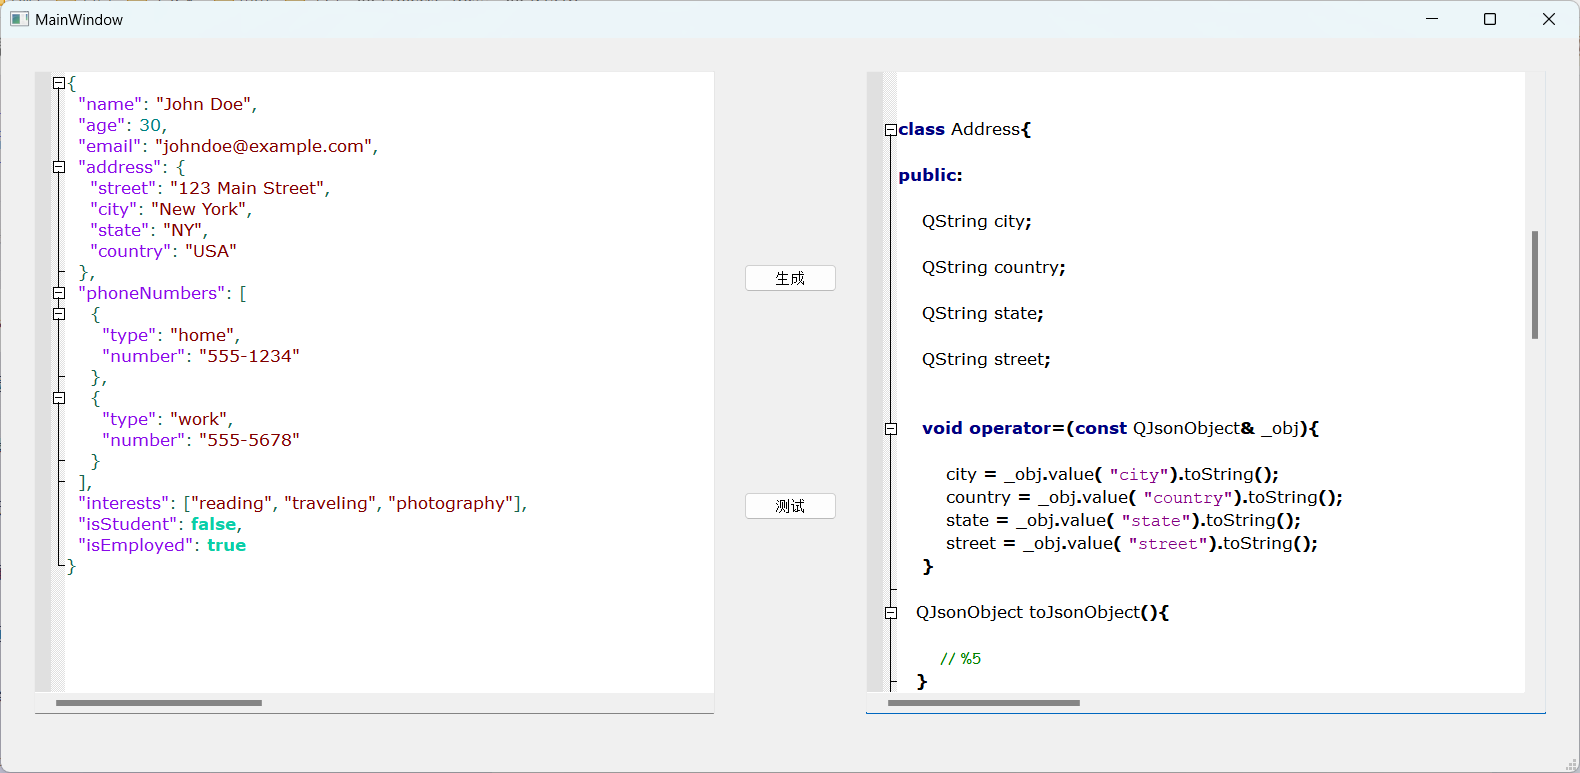 MainWindow
{
"name": "John Doe",
"age": 30,
"email": "johndoe@example.com",
"address": {
"street": "123 Main Street",
"city": "New York",
"state": "NY",
"country": "USA"
},
"phoneNumbers": [
{
"type": "home",
"number": "555-1234"
},
{
"type": "work",
"number": "555-5678"
}
],
"interests": ["reading", "traveling", "photography"],
"isStudent": false,
"isEmployed": true
}
生成
测试
class Address{
public:
QString city;
QString country;
QString state;
QString street;
void operator=(const QJsonObject& _obj){
city = _obj.value( "city").toString();
country = _obj.value( "country").toString();
state = _obj.value( "state").toString();
street = _obj.value( "street").toString();
}
QJsonObject toJsonObject(){
// %5
}